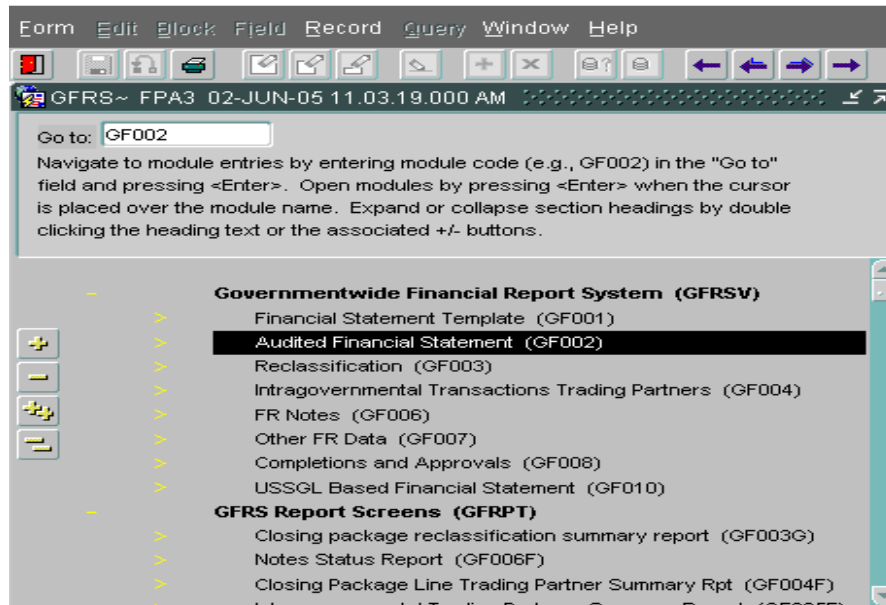 Form Edit Block Field Record Query Window Help
GFRS~ FPA3 02-JUN-05 11.03.19.000 AM
Go to: GF002
Navigate to module entries by entering module code (e.g., GF002) in the "Go to"
field and pressing <Enter>. Open modules by pressing <Enter> when the cursor
is placed over the module name. Expand or collapse section headings by double
clicking the heading text or the associated +/- buttons.
Governmentwide Financial Report System (GFRSV)
Financial Statement Template (GF001)
Audited Financial Statement (GF002)
Reclassification (GF003)
Intragovernmental Transactions Trading Partners (GF004)
FR Notes (GF006)
Other FR Data (GF007)
Completions and Approvals (GF008)
USSGL Based Financial Statement (GF010)
GFRS Report Screens (GFRPT)
Closing package reclassification summary report (GF003G)
Notes Status Report (GF006F)
Closing Package Line Trading Partner Summary Rpt (GF004F)